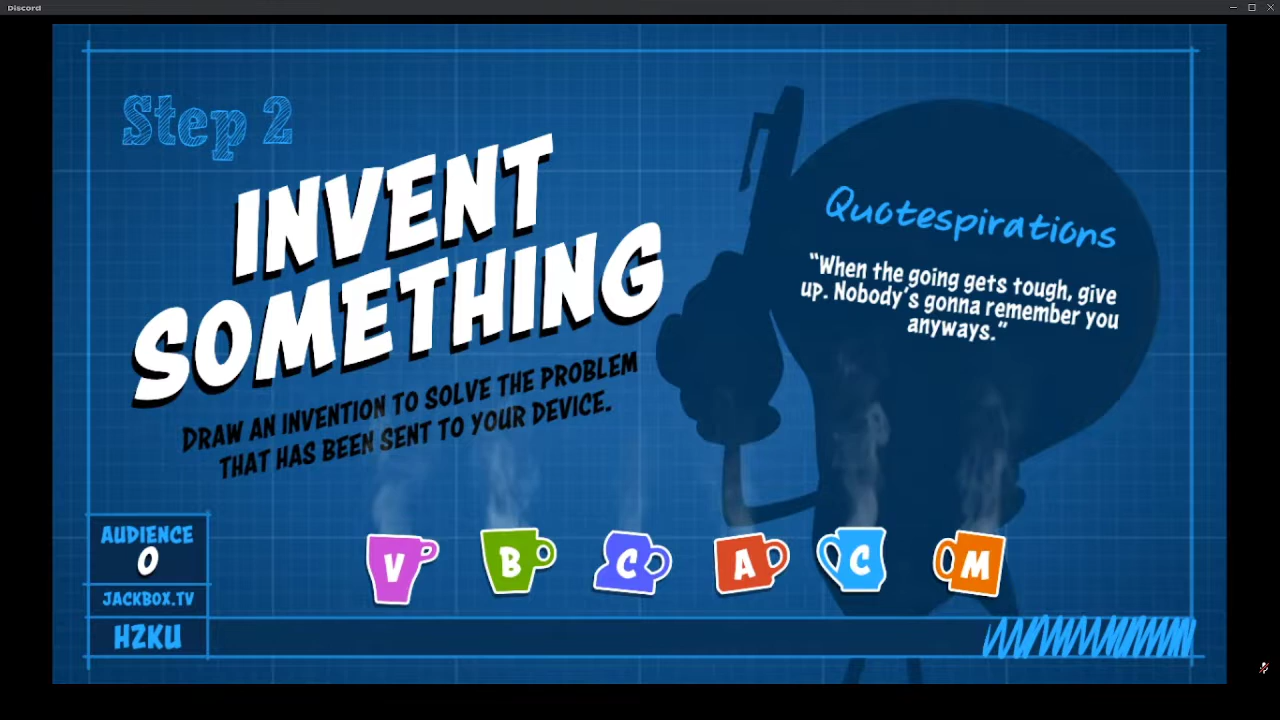 Discord
Step 2
INVENT
SOMETHING
DRAW AN INVENTION TO SOLVE THE PROBLEM
THAT HAS BEEN SENT TO YOUR DEVICE.
Quotespirations
“When the going gets tough, give
up. Nobody’s gonna remember you
anyways.”
V B C A C M
AUDIENCE
0
JACKBOX.TV
HZKU